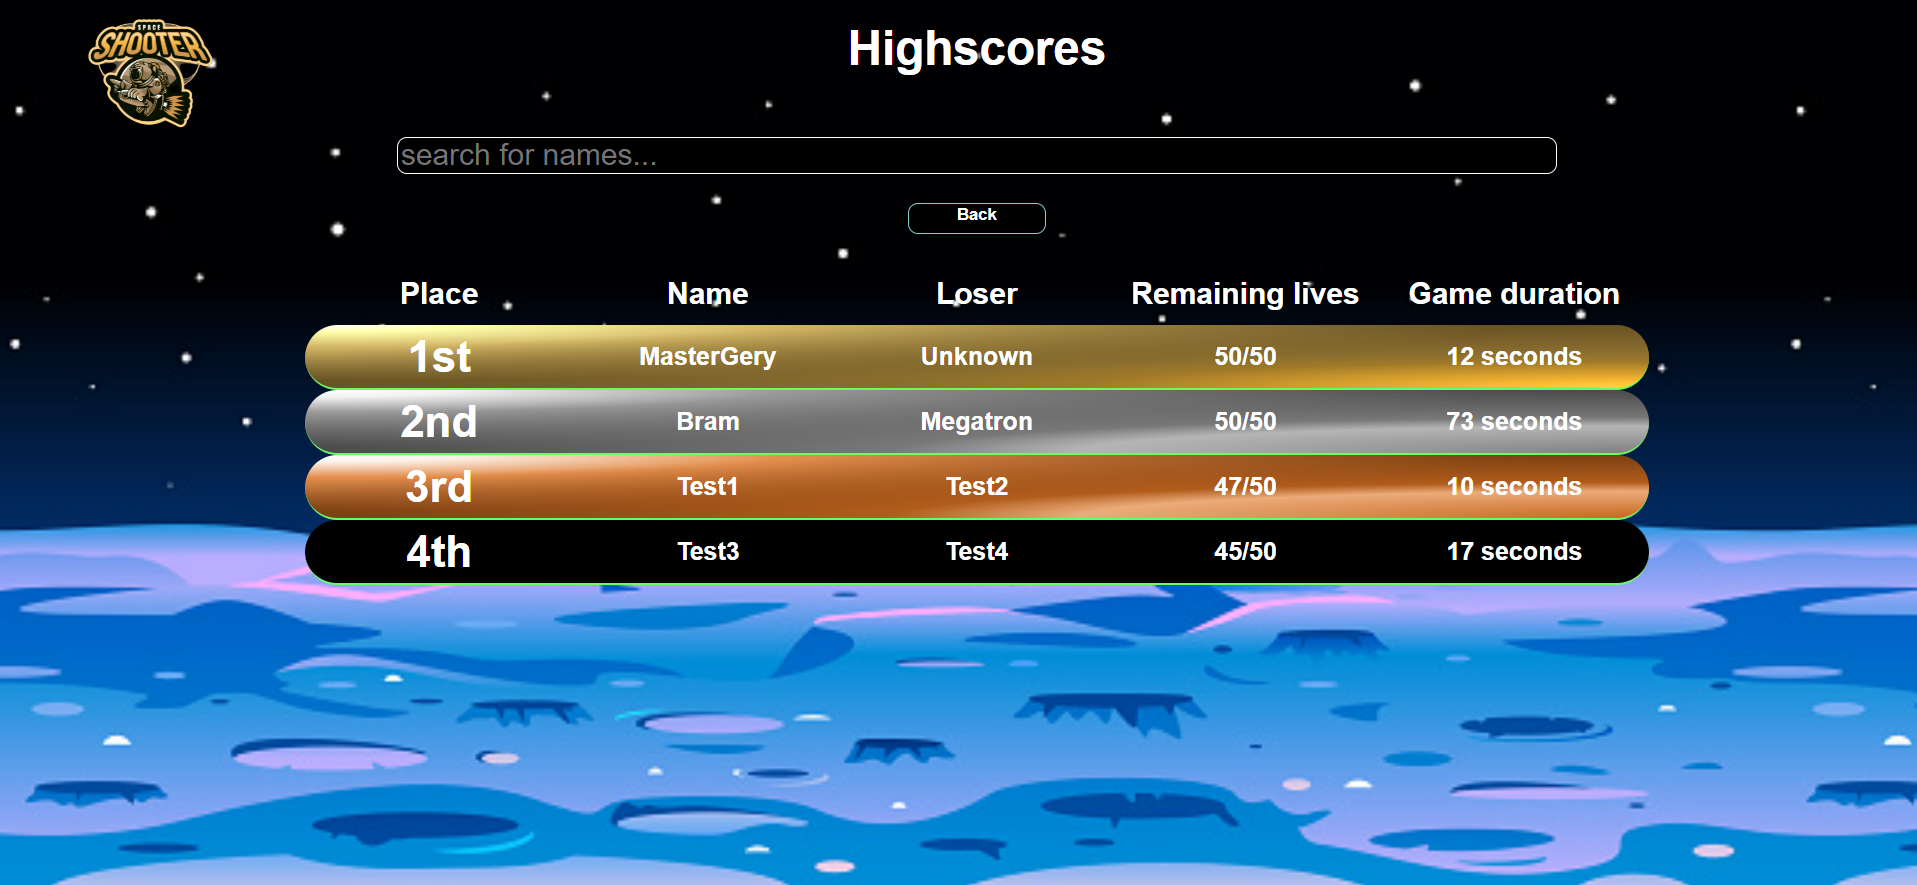 SPACE
SHOOTER
Highscores
search for names...
Back
Place Name Loser Remaining lives Game duration
1st MasterGery Unknown 50/50 12 seconds
2nd Bram Megatron 50/50 73 seconds
3rd Test1 Test2 47/50 10 seconds
4th Test3 Test4 45/50 17 seconds